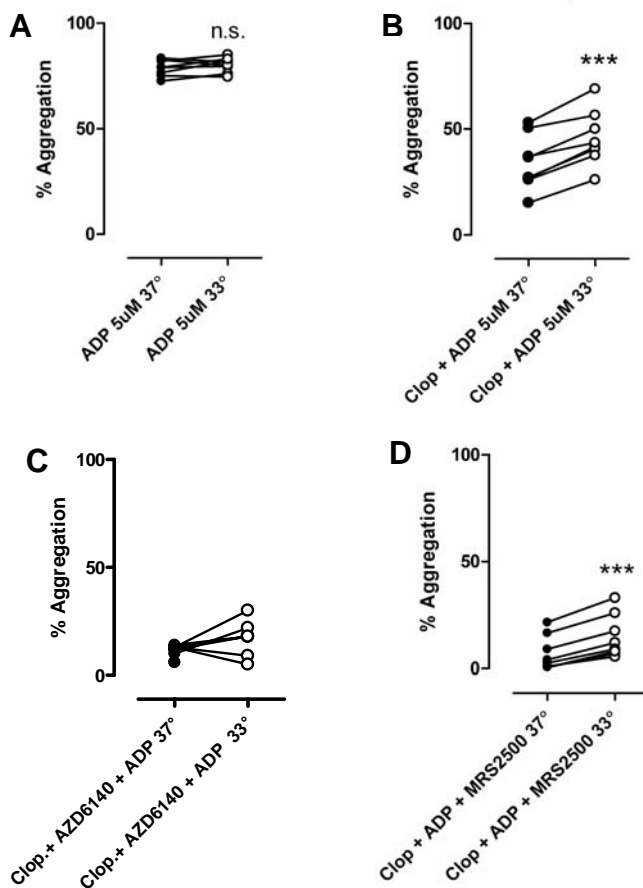 A
n.s.
100
50
0
% Aggregation
ADP 5uM 37°
ADP 5uM 33°
B
***
100
50
0
% Aggregation
Clop + ADP 5uM 37°
Clop + ADP 5uM 33°
C
100
50
0
% Aggregation
Clop.+ AZD6140 + ADP 37°
Clop.+ AZD6140 + ADP 33°
D
***
100
50
0
% Aggregation
Clop + ADP + MRS2500 37°
Clop + ADP + MRS2500 33°